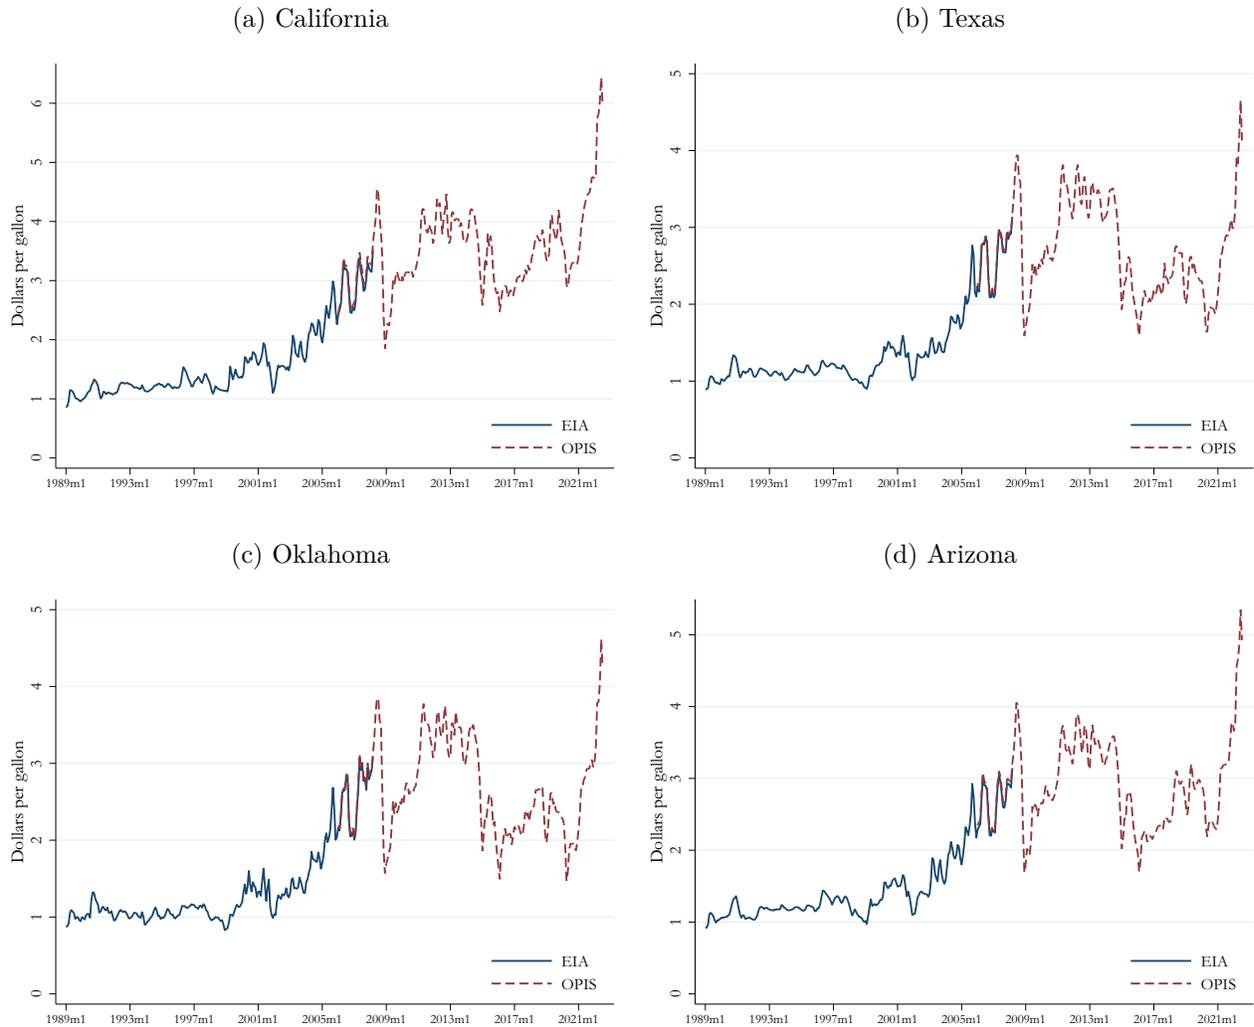 (a) California
Dollars per gallon
6
5
4
3
2
1
0
1989m1 1993m1 1997m1 2001m1 2005m1 2009m1 2013m1 2017m1 2021m1
EIA
OPIS
(b) Texas
Dollars per gallon
5
4
3
2
1
0
1989m1 1993m1 1997m1 2001m1 2005m1 2009m1 2013m1 2017m1 2021m1
EIA
OPIS
(c) Oklahoma
Dollars per gallon
5
4
3
2
1
0
1989m1 1993m1 1997m1 2001m1 2005m1 2009m1 2013m1 2017m1 2021m1
EIA
OPIS
(d) Arizona
Dollars per gallon
5
4
3
2
1
0
1989m1 1993m1 1997m1 2001m1 2005m1 2009m1 2013m1 2017m1 2021m1
EIA
OPIS